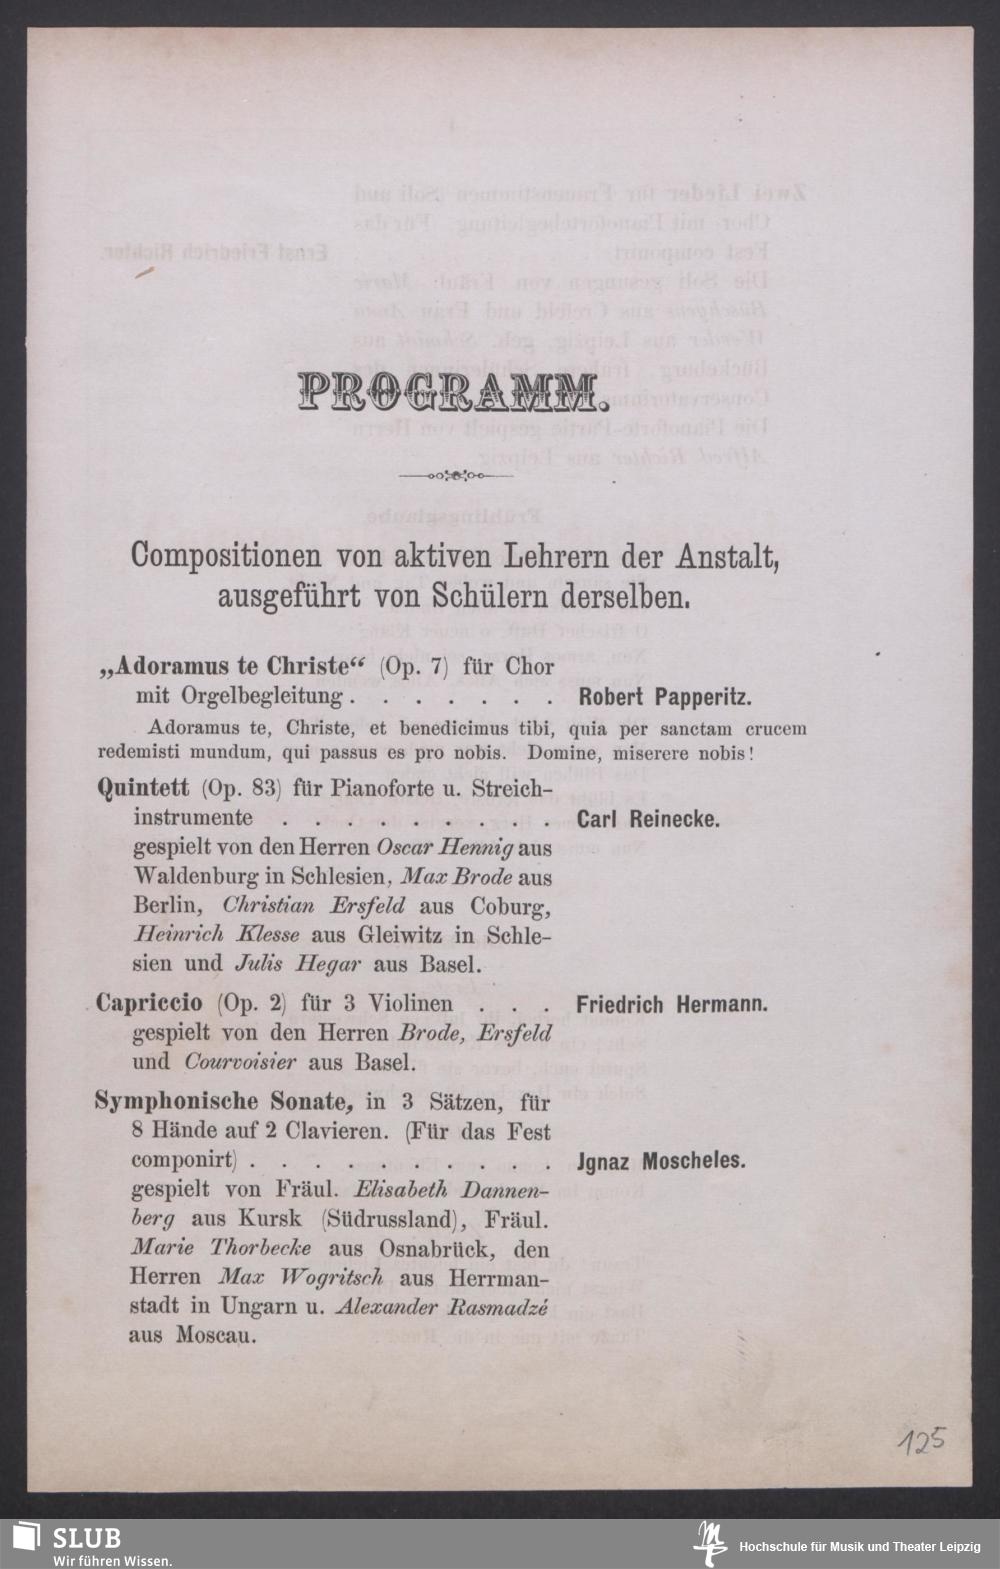 PROGRAMM.
Compositionen von aktiven Lehrern der Anstalt,
ausgeführt von Schülern derselben.
„Adoramus te Christe“ (Op. 7) für Chor
mit Orgelbegleitung . . . . . . . Robert Papperitz.
Adoramus te, Christe, et benedicimus tibi, quia per sanctam crucem
redemisti mundum, qui passus es pro nobis. Domine, miserere nobis!
Quintett (Op. 83) für Pianoforte u. Streich-
instrumente . . . . . . . . . Carl Reinecke.
gespielt von den Herren Oscar Hennig aus
Waldenburg in Schlesien, Max Brode aus
Berlin, Christian Ersfeld aus Coburg,
Heinrich Klesse aus Gleiwitz in Schle-
sien und Julis Hegar aus Basel.
Capriccio (Op. 2) für 3 Violinen . . . Friedrich Hermann.
gespielt von den Herren Brode, Ersfeld
und Courvoisier aus Basel.
Symphonische Sonate, in 3 Sätzen, für
8 Hände auf 2 Clavieren. (Für das Fest
componirt) . . . . . . . . . . Jgnaz Moscheles.
gespielt von Fräul. Elisabeth Dannen-
berg aus Kursk (Südrussland), Fräul.
Marie Thorbecke aus Osnabrück, den
Herren Max Wogritsch aus Herrman-
stadt in Ungarn u. Alexander Rasmadzé
aus Moscau.
125
SLUB
Wir führen Wissen.
Hochschule für Musik und Theater Leipzig